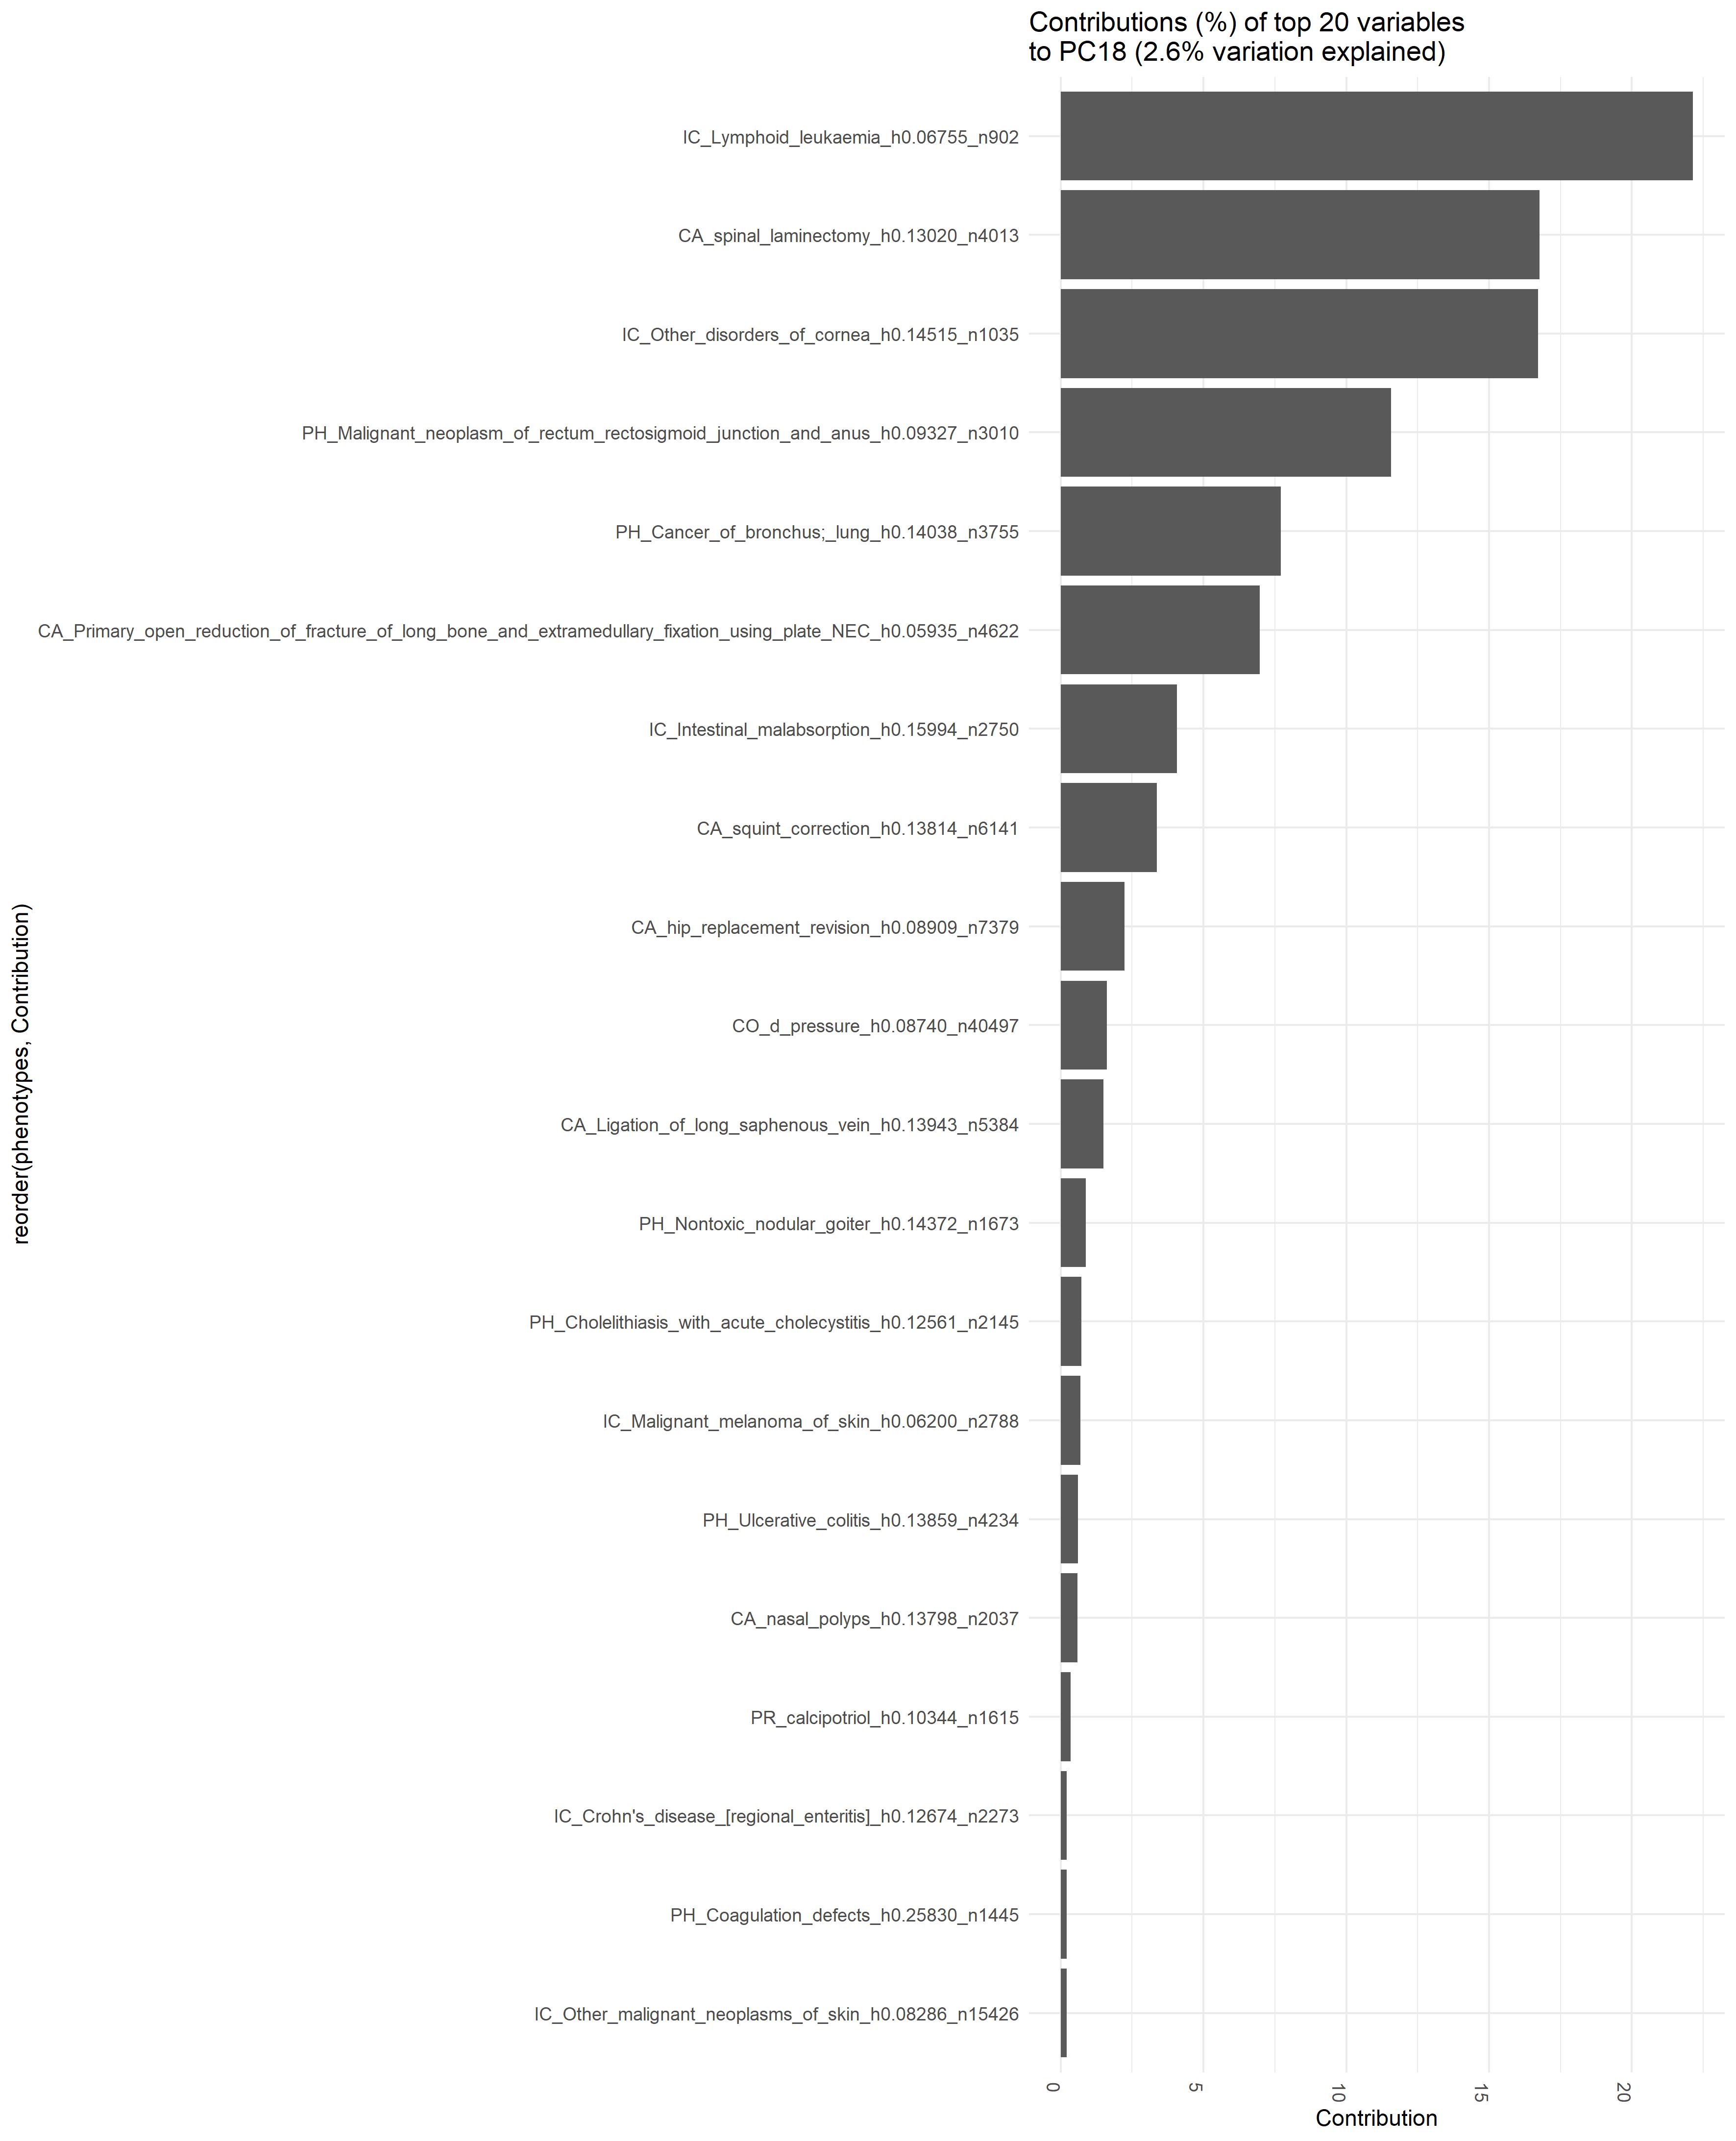 Contributions (%) of top 20 variables
to PC18 (2.6% variation explained)
IC_Lymphoid_leukaemia_h0.06755_n902
CA_spinal_laminectomy_h0.13020_n4013
IC_Other_disorders_of_cornea_h0.14515_n1035
PH_Malignant_neoplasm_of_rectum_rectosigmoid_junction_and_anus_h0.09327_n3010
PH_Cancer_of_bronchus;_lung_h0.14038_n3755
CA_Primary_open_reduction_of_fracture_of_long_bone_and_extramedullary_fixation_using_plate_NEC_h0.05935_n4622
IC_Intestinal_malabsorption_h0.15994_n2750
CA_squint_correction_h0.13814_n6141
CA_hip_replacement_revision_h0.08909_n7379
CO_d_pressure_h0.08740_n40497
CA_Ligation_of_long_saphenous_vein_h0.13943_n5384
PH_Nontoxic_nodular_goiter_h0.14372_n1673
PH_Cholelithiasis_with_acute_cholecystitis_h0.12561_n2145
IC_Malignant_melanoma_of_skin_h0.06200_n2788
PH_Ulcerative_colitis_h0.13859_n4234
CA_nasal_polyps_h0.13798_n2037
PR_calcipotriol_h0.10344_n1615
IC_Crohn's_disease_[regional_enteritis]_h0.12674_n2273
PH_Coagulation_defects_h0.25830_n1445
IC_Other_malignant_neoplasms_of_skin_h0.08286_n15426
reorder(phenotypes, Contribution)
0 5 10 15 20
Contribution